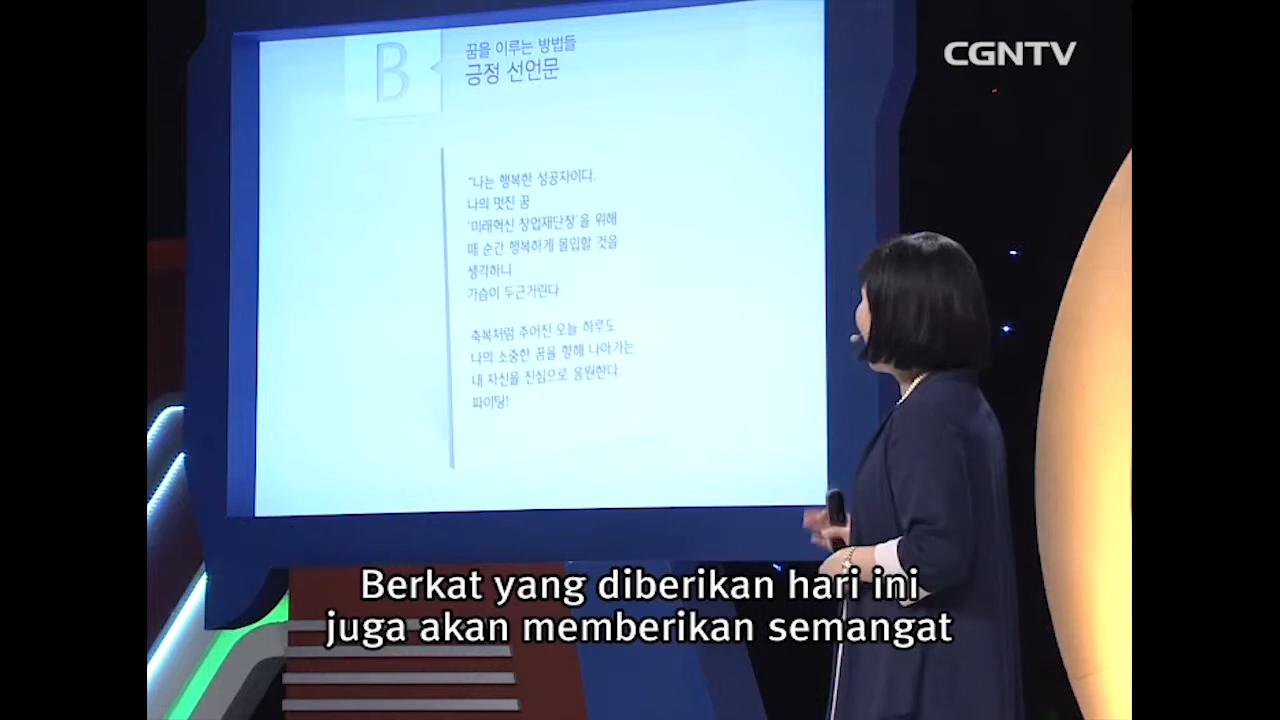 CGNTV
B
꿈을 이루는 방법들
긍정 선언문
"나는 행복한 성공자이다.
나의 멋진 꿈
'미래혁신 창업재단장'을 위해
매 순간 행복하게 몰입할 것을
생각하니
가슴이 두근거린다
축복처럼 주어진 오늘 하루도
나의 소중한 꿈을 향해 나아가는
내 자신을 진심으로 응원한다.
파이팅!
Berkat yang diberikan hari ini
juga akan memberikan semangat